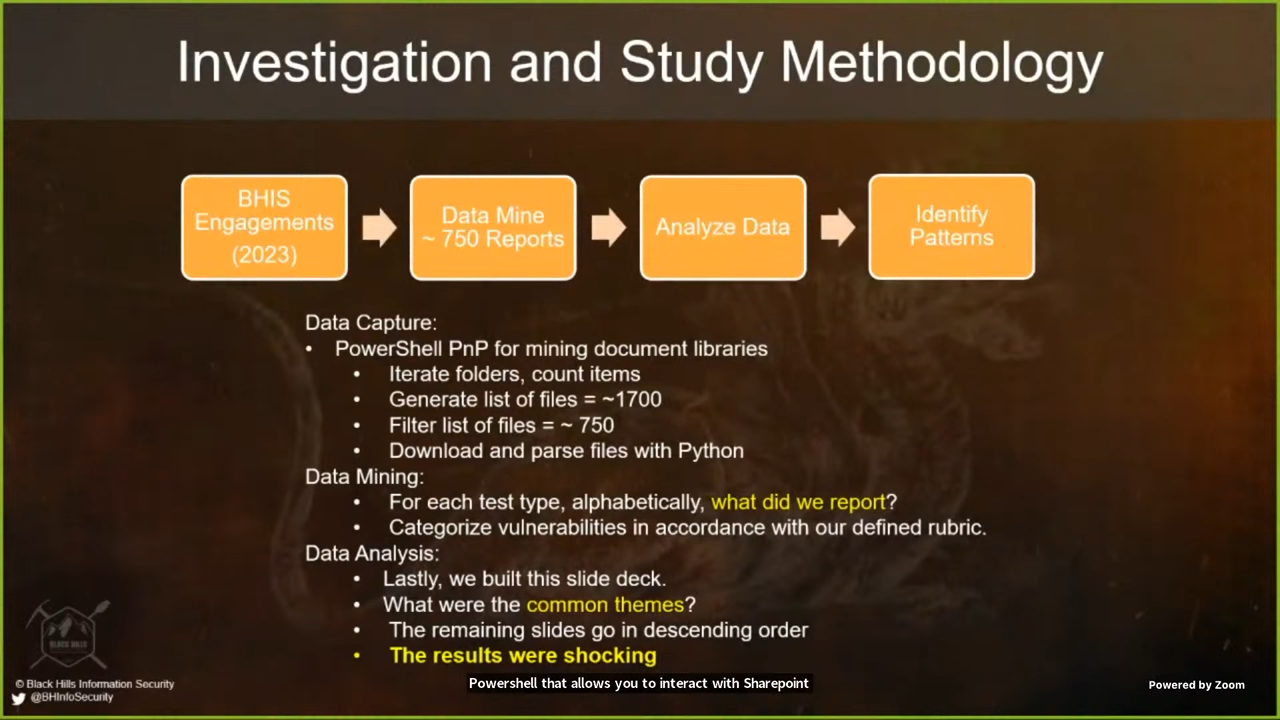 Investigation and Study Methodology
BHIS
Engagements
(2023)
Data Mine
~ 750 Reports
Analyze Data
Identify
Patterns
Data Capture:
• PowerShell PnP for mining document libraries
• Iterate folders, count items
• Generate list of files = ~1700
• Filter list of files = ~ 750
• Download and parse files with Python
Data Mining:
• For each test type, alphabetically, what did we report?
• Categorize vulnerabilities in accordance with our defined rubric.
Data Analysis:
• Lastly, we built this slide deck.
• What were the common themes?
• The remaining slides go in descending order
• The results were shocking
BLACK HILLS
© Black Hills Information Security
@BHInfoSecurity
Powershell that allows you to interact with Sharepoint
Powered by Zoom